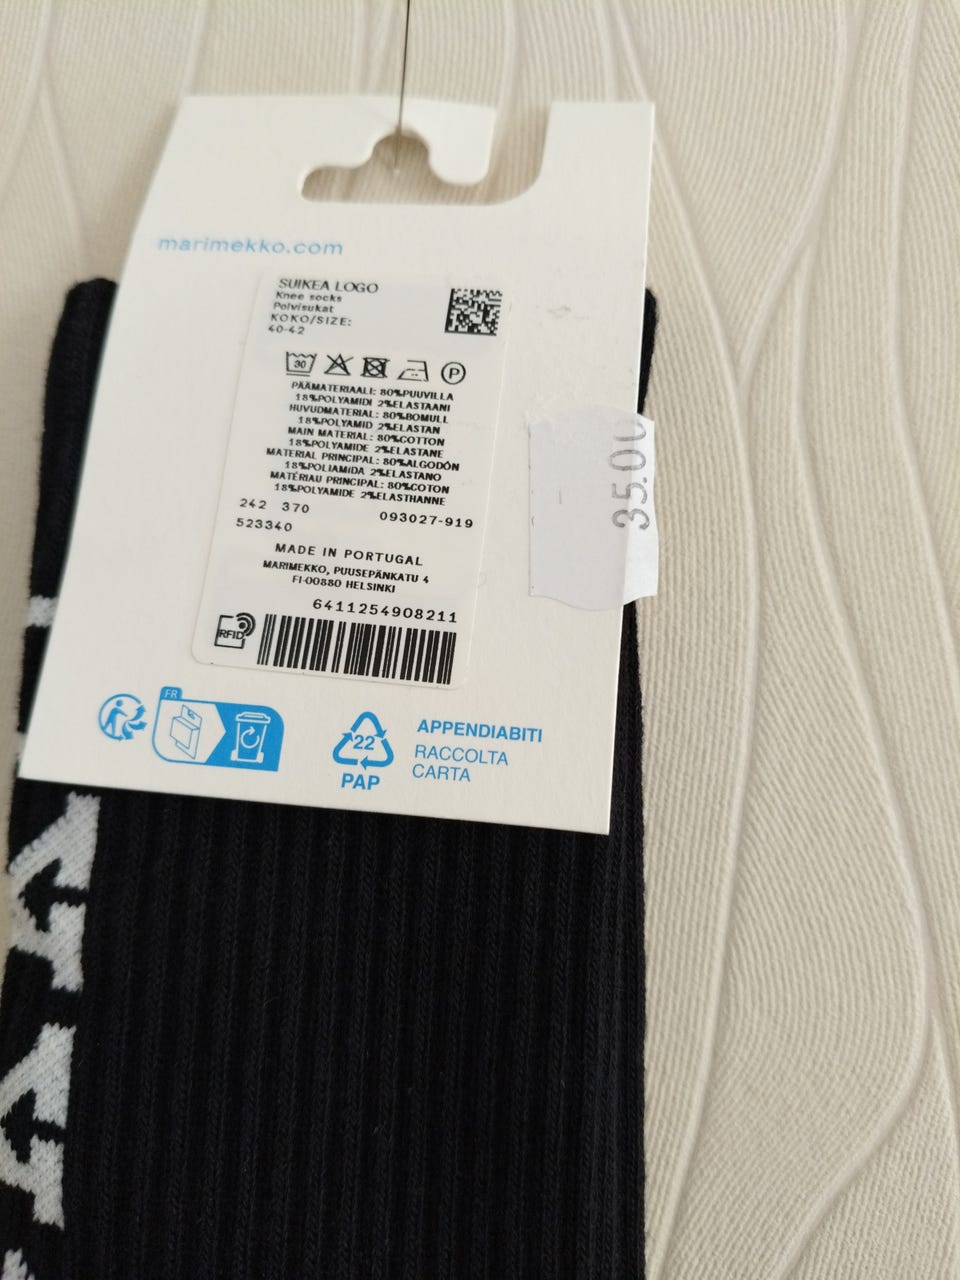 marimekko.com
SUIKEA LOGO
Knee socks
Polvisukat
KOKO/SIZE:
40-42
30
P
PÄÄMATERIAALI: 80%PUUVILLA
18%POLYAMIDI 2%ELASTAANI
HUVUDMATERIAL: 80%BOMULL
18%POLYAMID 2%ELASTAN
MAIN MATERIAL: 80%COTTON
18%POLYAMIDE 2%ELASTANE
MATERIAL PRINCIPAL: 80%ALGODÓN
18%POLIAMIDA 2%ELASTANO
MATÉRIAU PRINCIPAL: 80%COTON
18%POLYAMIDE 2%ELASTHANNE
242 370 093027-919
523340
MADE IN PORTUGAL
MARIMEKKO, PUUSEPÄNKATU 4
FI-00880 HELSINKI
6411254908211
RFID
35.00
FR
22
PAP
APPENDIABITI
RACCOLTA
CARTA